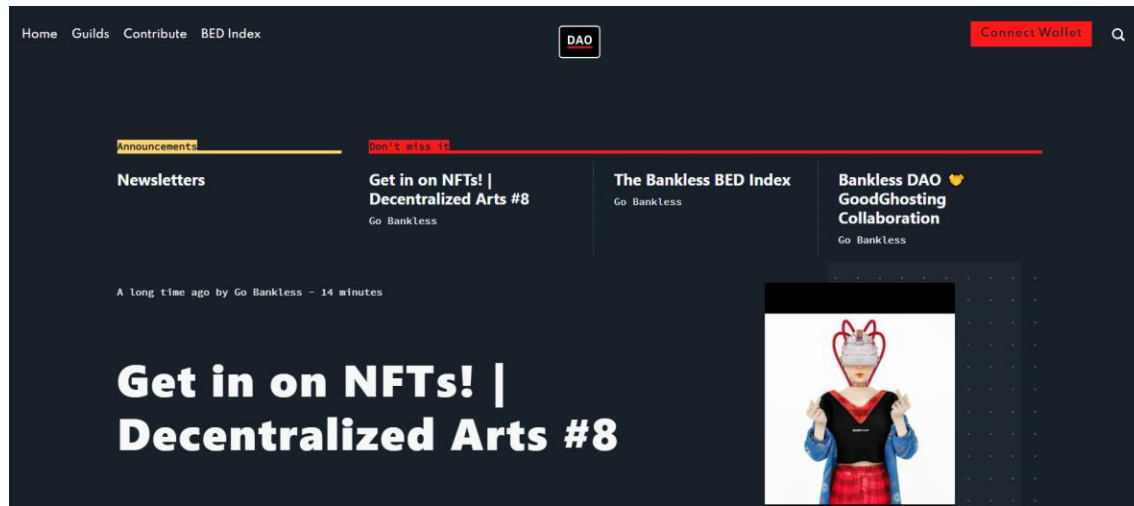 Home Guilds Contribute BED Index
DAO
Connect Wallet
Announcements
Newsletters
Don't miss it
Get in on NFTs! |
Decentralized Arts #8
Go Bankless
The Bankless BED Index
Go Bankless
Bankless DAO 🤝
GoodGhosting
Collaboration
Go Bankless
A long time ago by Go Bankless – 14 minutes
Get in on NFTs! |
Decentralized Arts #8